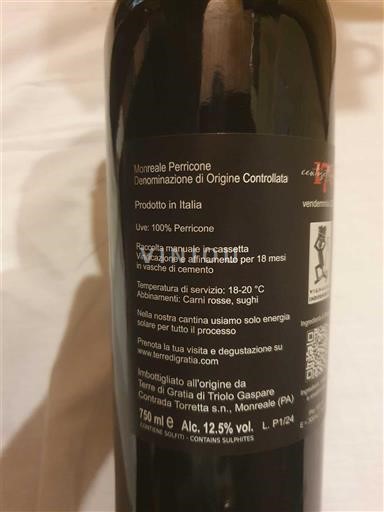 Monreale Perricone
Denominazione di Origine Controllata
Prodotto in Italia
Uve: 100% Perricone
Raccolta manuale in cassetta
Vinificazione e affinamento per 18 mesi
in vasche di cemento
Temperatura di servizio: 18-20 °C
Abbinamenti: Carni rosse, sughi
Nella nostra cantina usiamo solo energia
solare per tutto il processo
Prenota la tua visita e degustazione su
www.terredigratia.com
Imbottigliato all'origine da
Terre di Gratia di Triolo Gaspare
Contrada Torretta s.n., Monreale (PA)
750 ml e Alc. 12.5% vol. L. P1/24
CONTIENE SOLFITI - CONTAINS SULPHITES
17
vendemmia
VINOO